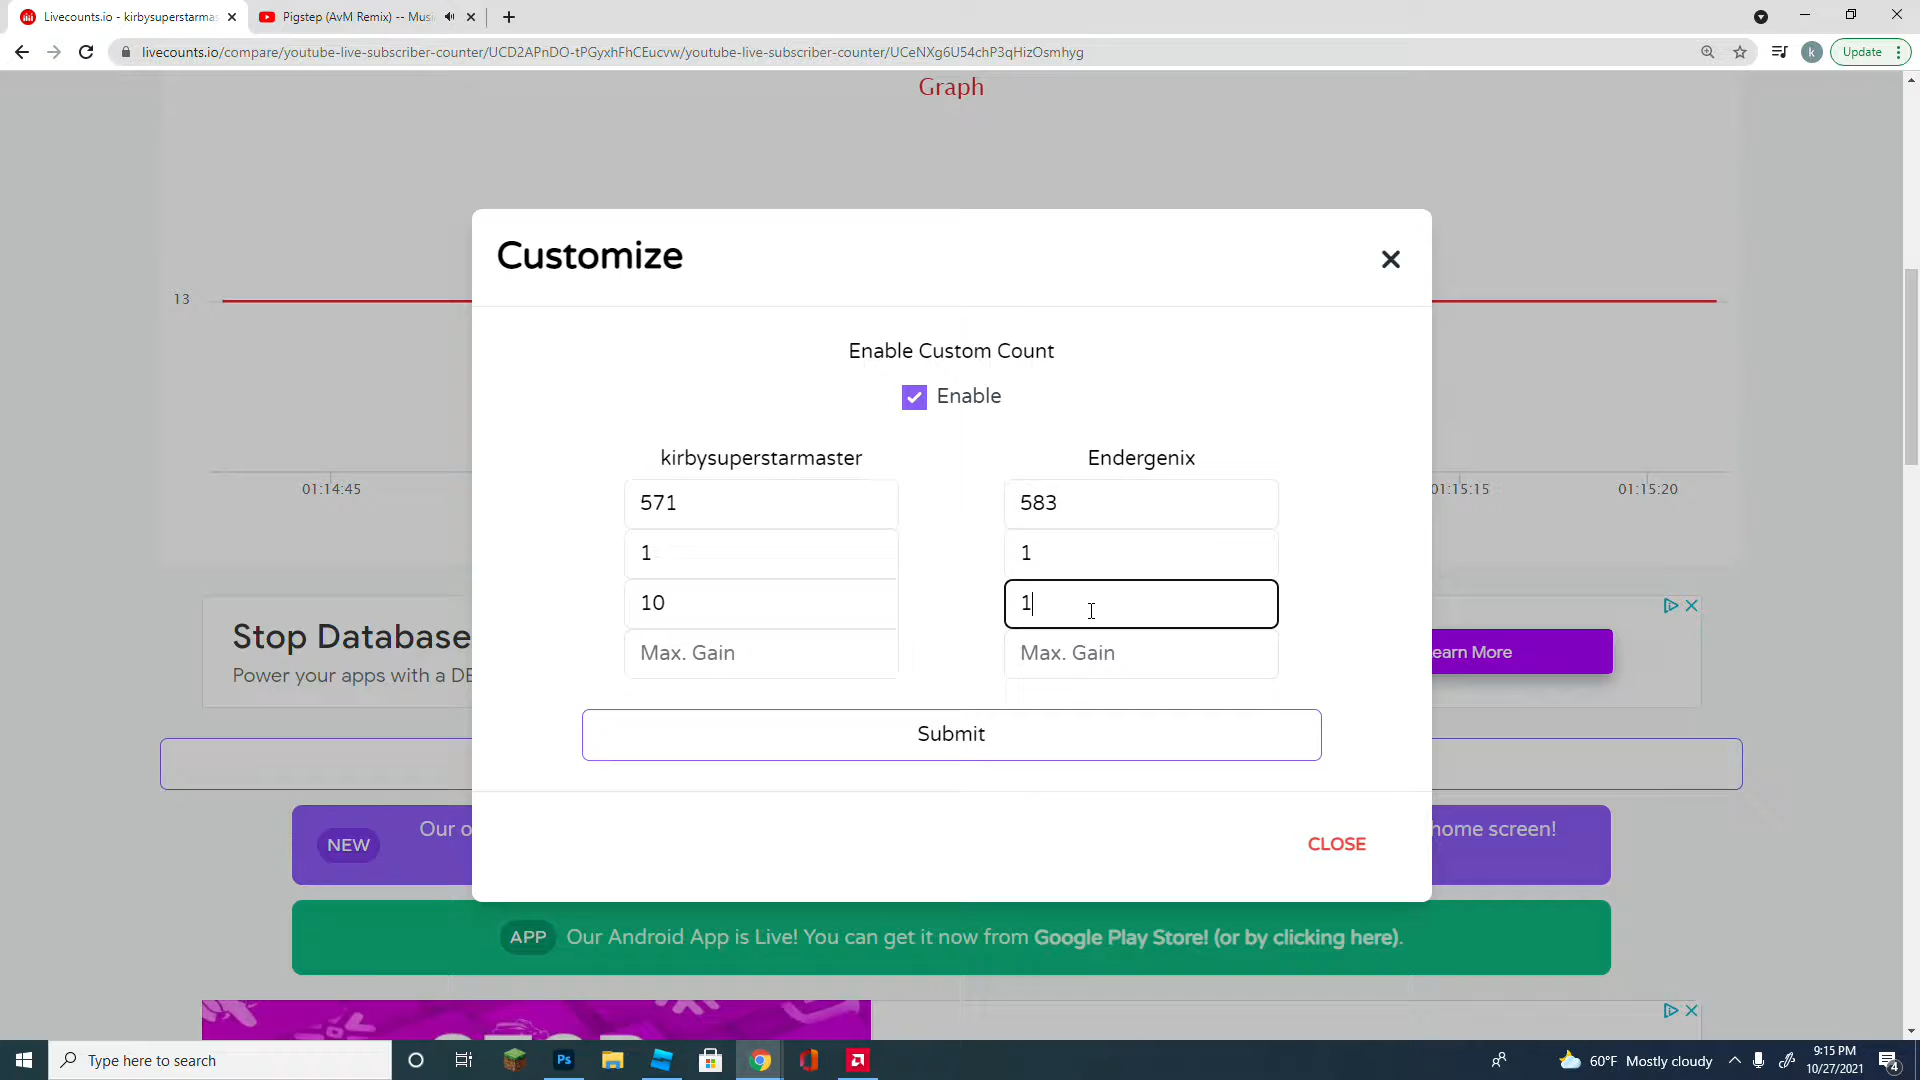 Livecounts.io - kirbysuperstarmas
Pigstep (AvM Remix) -- Musi
livecounts.io/compare/youtube-live-subscriber-counter/UCD2APnDO-tPGyxhFhCEucvw/youtube-live-subscriber-counter/UCeNXg6U54chP3qHizOsmhyg
k
Update
Graph
Customize
13
Enable Custom Count
Enable
kirbysuperstarmaster
Endergenix
571
583
01:14:45
01:15:15
01:15:20
1
1
10
1
Stop Database
Max. Gain
Max. Gain
earn More
Power your apps with a DE
Submit
NEW
Our o
home screen!
CLOSE
APP
Our Android App is Live! You can get it now from Google Play Store! (or by clicking here).
Type here to search
Ps
60°F Mostly cloudy
9:15 PM
10/27/2021
4